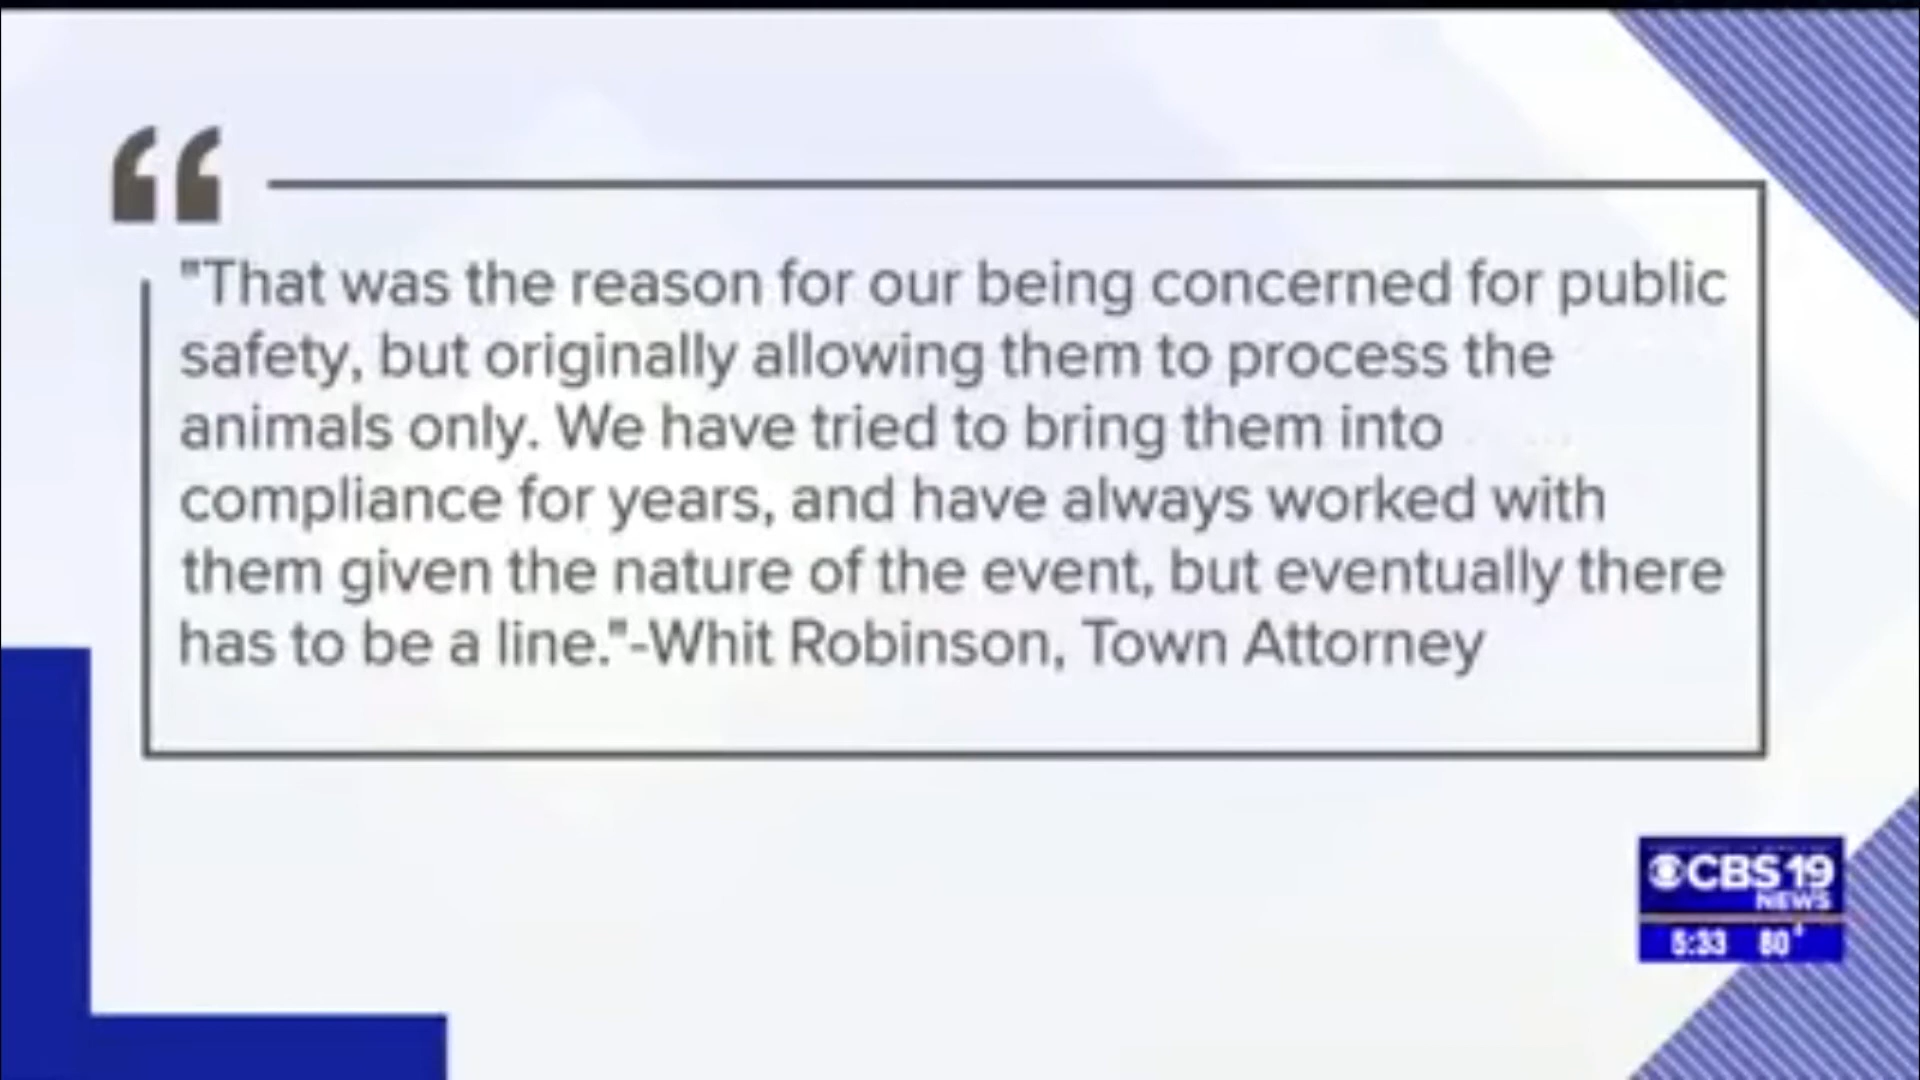 "That was the reason for our being concerned for public
safety, but originally allowing them to process the
animals only. We have tried to bring them into
compliance for years, and have always worked with
them given the nature of the event, but eventually there
has to be a line."-Whit Robinson, Town Attorney
CBS 19
NEWS
5:33 80°